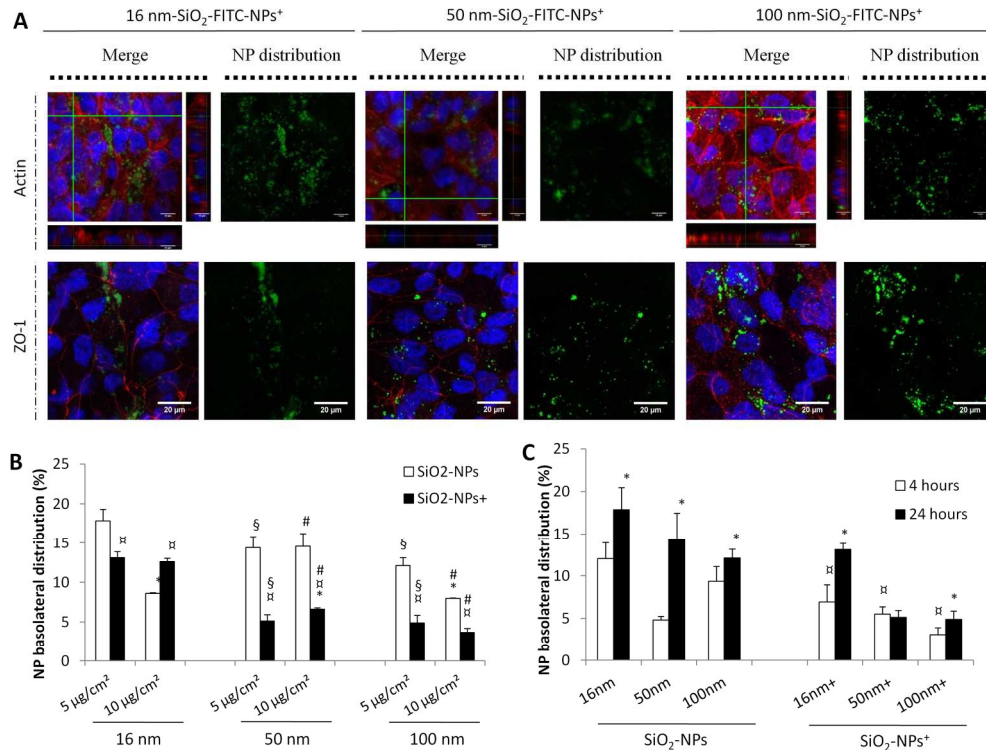 A
16 nm-SiO₂-FITC-NPs⁺
50 nm-SiO₂-FITC-NPs⁺
100 nm-SiO₂-FITC-NPs⁺
Merge
NP distribution
Merge
NP distribution
Merge
NP distribution
Actin
ZO-1
20 µm
20 µm
20 µm
20 µm
20 µm
20 µm
B
NP basolateral distribution (%)
25
20
15
10
5
0
SiO2-NPs
SiO2-NPs+
¤
*
¤
§
§
¤
#
#
¤
*
§
§
¤
#
*
#
¤
5 µg/cm²
10 µg/cm²
5 µg/cm²
10 µg/cm²
5 µg/cm²
10 µg/cm²
16 nm
50 nm
100 nm
C
NP basolateral distribution (%)
25
20
15
10
5
0
4 hours
24 hours
*
*
*
¤
*
¤
¤
*
16nm
50nm
100nm
16nm+
50nm+
100nm+
SiO₂-NPs
SiO₂-NPs⁺